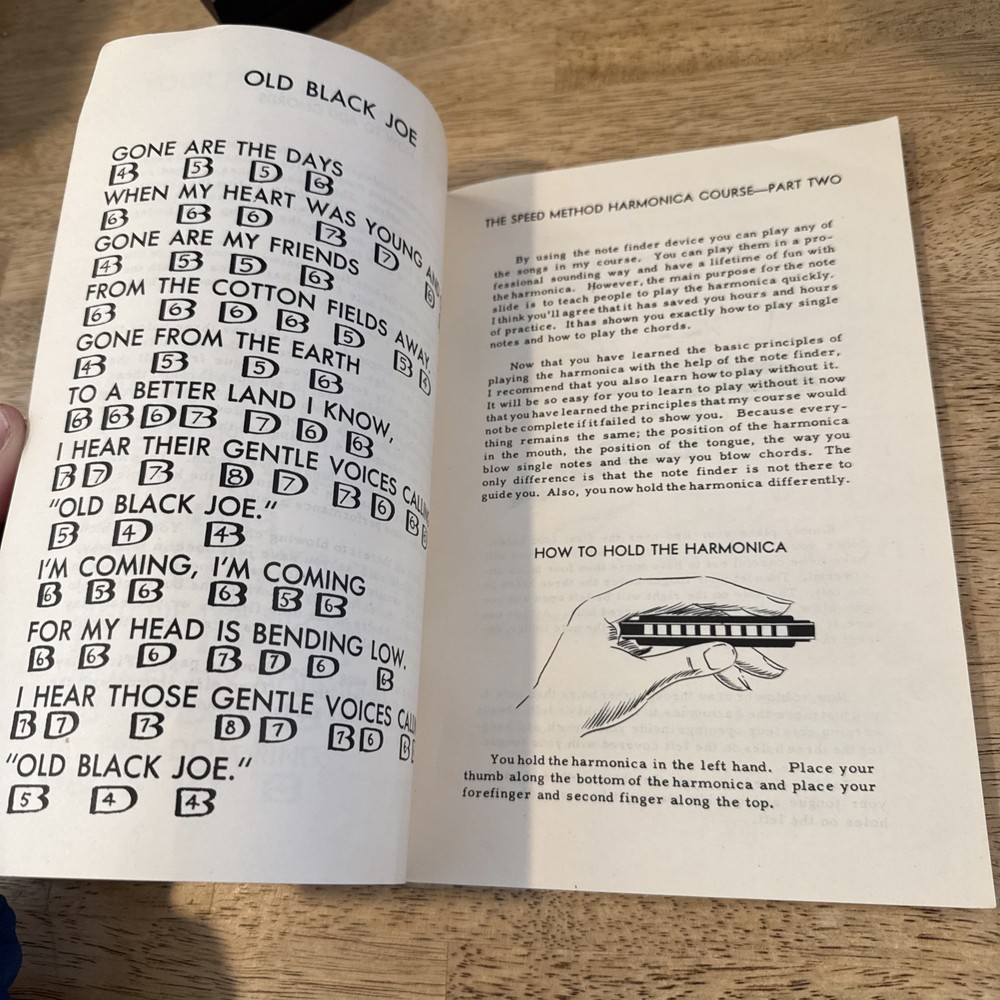 OLD BLACK JOE
GONE ARE THE DAYS
4B 5B 5D 6B
WHEN MY HEART WAS YOUNG AND
6B 6B 6D 7B 7D 6D
GONE ARE MY FRIENDS
4B 5B 5D 6B
FROM THE COTTON FIELDS AWAY,
6B 6B 6D 6B 5D 5B
GONE FROM THE EARTH
4B 5B 5D 6B
TO A BETTER LAND I KNOW,
6B 6B 6D 7B 7D 6D 6B
I HEAR THEIR GENTLE VOICES CALLIN
7B 7D 7B 8D 7D 7B 6D 6B
"OLD BLACK JOE."
5B 4D 4B
I'M COMING, I'M COMING
6B 5B 6B 6B 5B 6B
FOR MY HEAD IS BENDING LOW.
6B 6B 6D 7B 7D 6D 6B
I HEAR THOSE GENTLE VOICES CALL
7B 7D 7B 8D 7D 7B 6D
"OLD BLACK JOE."
5B 4D 4B
THE SPEED METHOD HARMONICA COURSE—PART TWO
By using the note finder device you can play any of
the songs in my course. You can play them in a pro-
fessional sounding way and have a lifetime of fun with
the harmonica. However, the main purpose for the note
slide is to teach people to play the harmonica quickly.
I think you'll agree that it has saved you hours and hours
of practice. It has shown you exactly how to play single
notes and how to play the chords.
Now that you have learned the basic principles of
playing the harmonica with the help of the note finder,
I recommend that you also learn how to play without it.
It will be so easy for you to learn to play without it now
that you have learned the principles that my course would
not be complete if it failed to show you. Because every-
thing remains the same; the position of the harmonica
in the mouth, the position of the tongue, the way you
blow single notes and the way you blow chords. The
only difference is that the note finder is not there to
guide you. Also, you now hold the harmonica differently.
HOW TO HOLD THE HARMONICA
You hold the harmonica in the left hand. Place your
thumb along the bottom of the harmonica and place your
forefinger and second finger along the top.